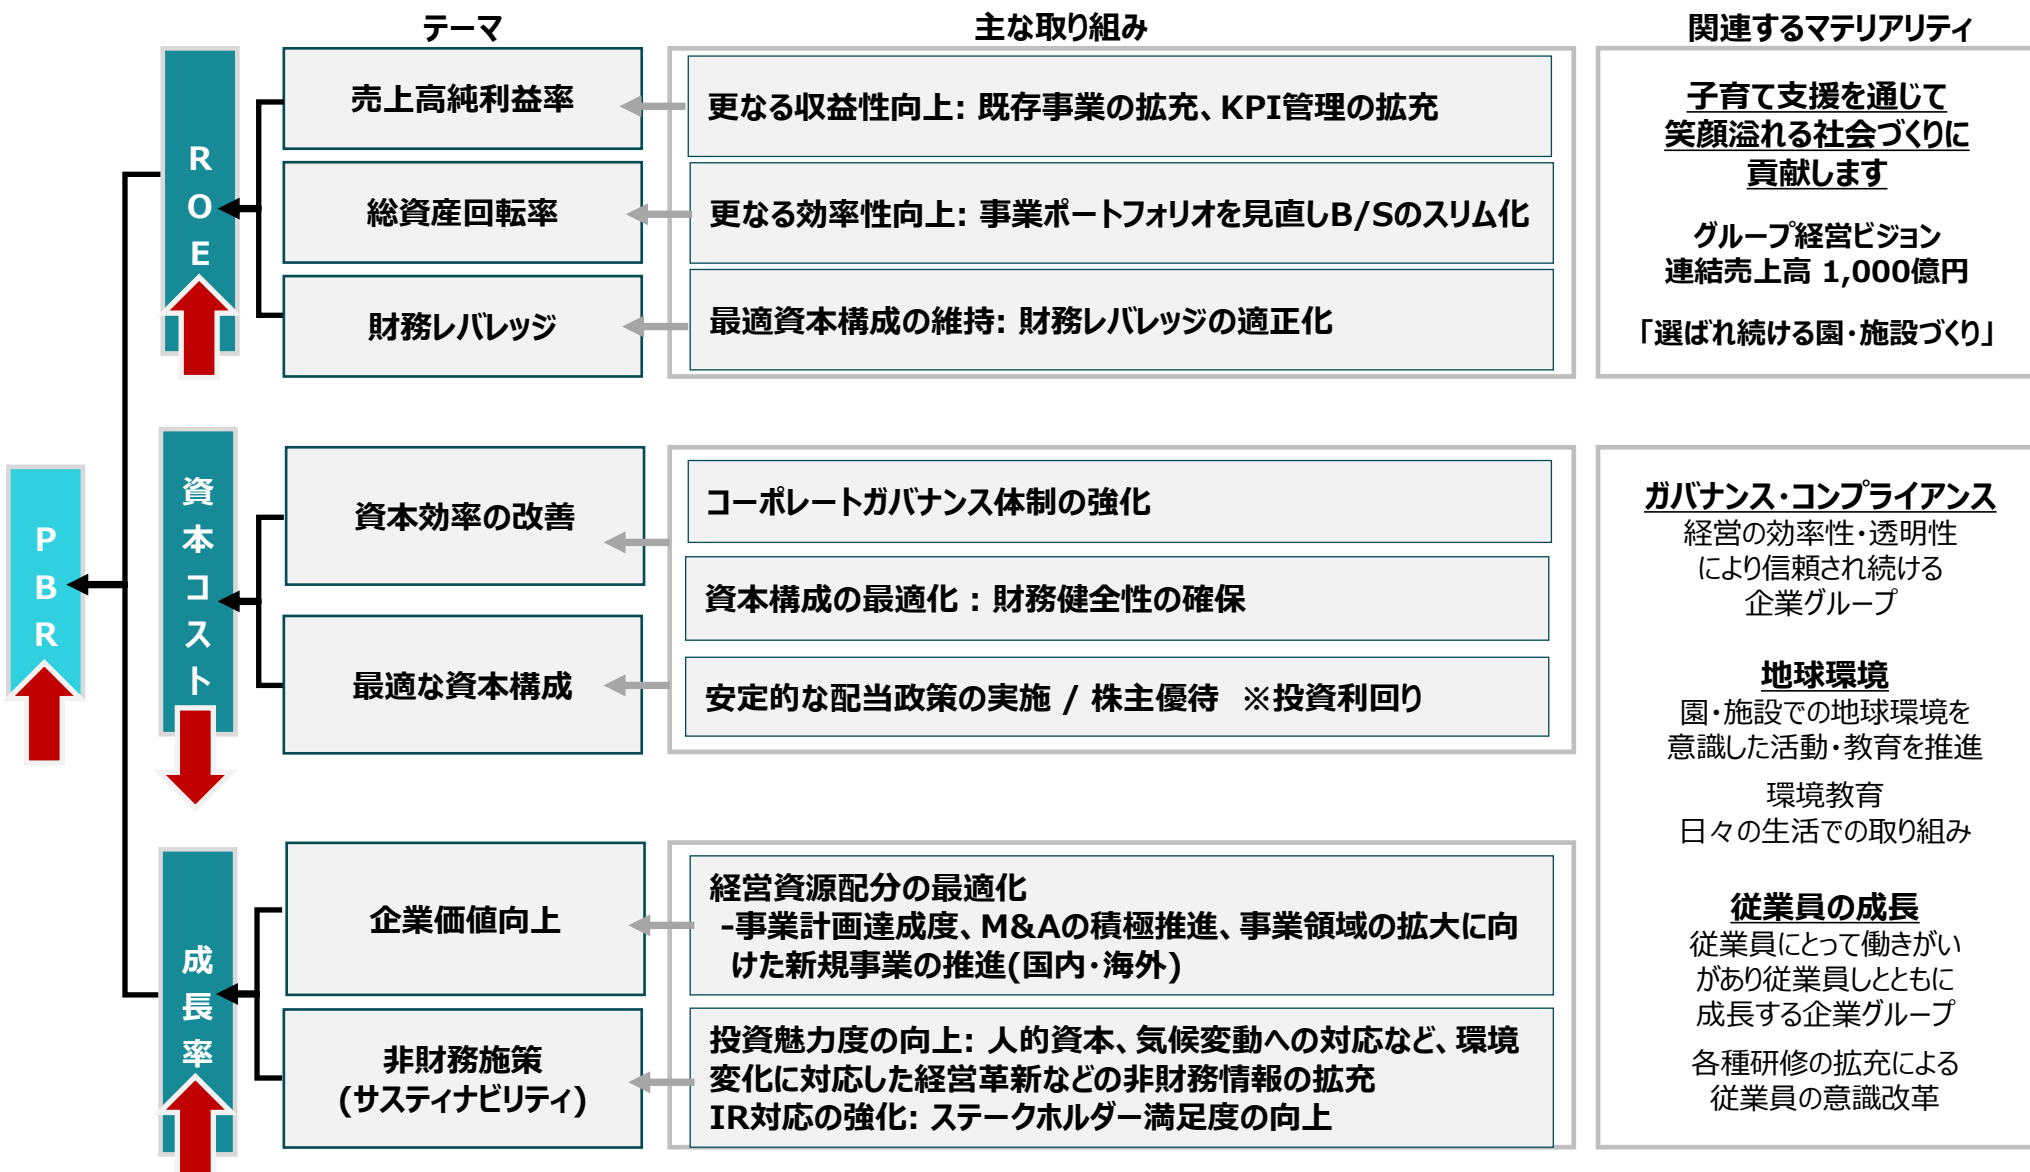 テーマ
主な取り組み
関連するマテリアリティ
PBR
ROE
売上高純利益率
更なる収益性向上: 既存事業の拡充、KPI管理の拡充
総資産回転率
更なる効率性向上: 事業ポートフォリオを見直しB/Sのスリム化
財務レバレッジ
最適資本構成の維持: 財務レバレッジの適正化
子育て支援を通じて
笑顔溢れる社会づくりに
貢献します
グループ経営ビジョン
連結売上高 1,000億円
「選ばれ続ける園・施設づくり」
資本コスト
資本効率の改善
コーポレートガバナンス体制の強化
資本構成の最適化 : 財務健全性の確保
最適な資本構成
安定的な配当政策の実施 / 株主優待 ※投資利回り
成長率
企業価値向上
経営資源配分の最適化
-事業計画達成度、M&Aの積極推進、事業領域の拡大に向
けた新規事業の推進(国内・海外)
非財務施策
(サスティナビリティ)
投資魅力度の向上: 人的資本、気候変動への対応など、環境
変化に対応した経営革新などの非財務情報の拡充
IR対応の強化: ステークホルダー満足度の向上
ガバナンス・コンプライアンス
経営の効率性・透明性
により信頼され続ける
企業グループ
地球環境
園・施設での地球環境を
意識した活動・教育を推進
環境教育
日々の生活での取り組み
従業員の成長
従業員にとって働きがい
があり従業員しとともに
成長する企業グループ
各種研修の拡充による
従業員の意識改革